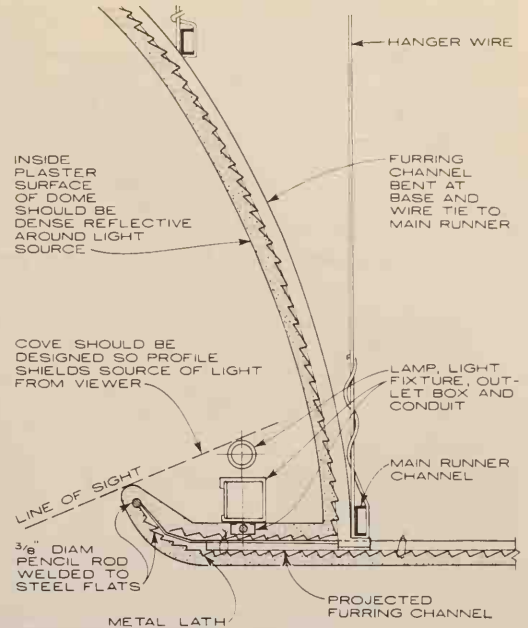 HANGER WIRE
INSIDE
PLASTER
SURFACE
OF DOME
SHOULD BE
DENSE REFLECTIVE
AROUND LIGHT
SOURCE
FURRING
CHANNEL
BENT AT
BASE AND
WIRE TIE TO
MAIN RUNNER
COVE SHOULD BE
DESIGNED SO PROFILE
SHIELDS SOURCE OF LIGHT
FROM VIEWER
LAMP, LIGHT
FIXTURE, OUT-
LET BOX AND
CONDUIT
LINE OF SIGHT
MAIN RUNNER
CHANNEL
3/8" DIAM
PENCIL ROD
WELDED TO
STEEL FLATS
METAL LATH
PROJECTED
FURRING CHANNEL